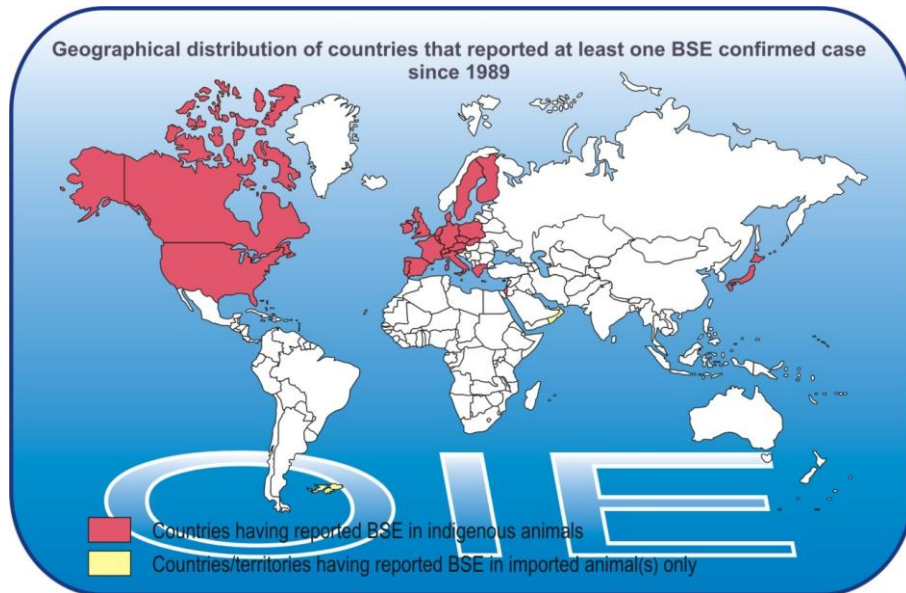 Geographical distribution of countries that reported at least one BSE confirmed case
since 1989
OIE
Countries having reported BSE in indigenous animals
Countries/territories having reported BSE in imported animal(s) only